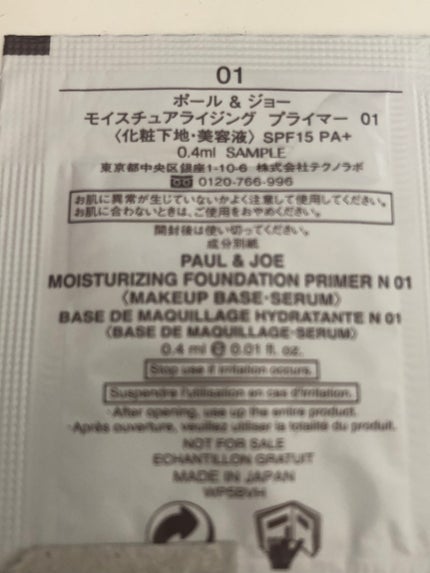 01
ポール & ジョー
モイスチュアライジング プライマー 01
〈化粧下地・美容液〉 SPF15 PA+
0.4ml SAMPLE
東京都中央区銀座1-10-6 株式会社テクノラボ
0120-766-996
お肌に異常が生じていないかよく注意して使用してください。
お肌に合わないときは、ご使用をおやめください。
開封後は使い切ってください。
成分別紙
PAUL & JOE
MOISTURIZING FOUNDATION PRIMER N 01
〈MAKEUP BASE·SERUM〉
BASE DE MAQUILLAGE HYDRATANTE N 01
〈BASE DE MAQUILLAGE·SERUM〉
0.4 ml ℮ 0.01 fl. oz.
Stop use if irritation occurs.
Suspendre l'utilisation en cas d'irritation.
·After opening, use up the entire product.
·Après ouverture, veuillez utiliser la totalité du produit.
NOT FOR SALE
ECHANTILLON GRATUIT
MADE IN JAPAN